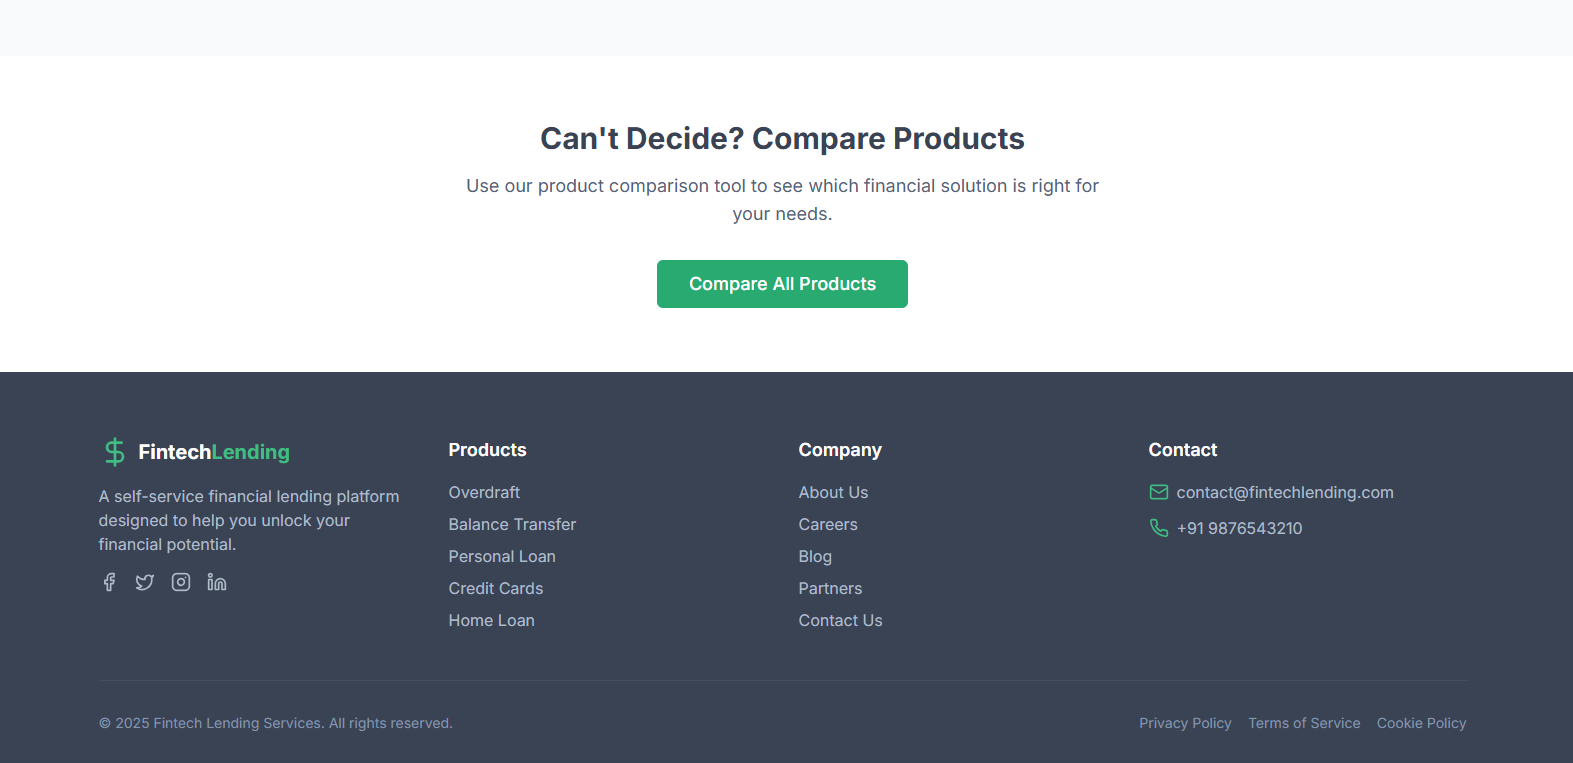 Can't Decide? Compare Products
Use our product comparison tool to see which financial solution is right for
your needs.
Compare All Products
FintechLending
A self-service financial lending platform
designed to help you unlock your
financial potential.
Products
Overdraft
Balance Transfer
Personal Loan
Credit Cards
Home Loan
Company
About Us
Careers
Blog
Partners
Contact Us
Contact
contact@fintechlending.com
+91 9876543210
© 2025 Fintech Lending Services. All rights reserved.
Privacy Policy
Terms of Service
Cookie Policy